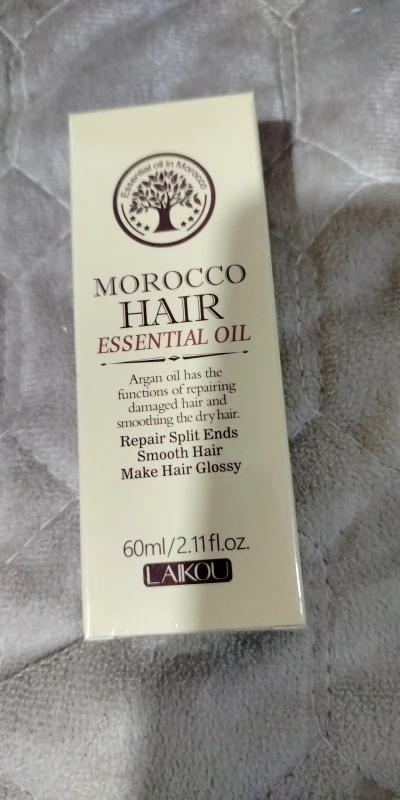 Essential oil in Morocco
MOROCCO
HAIR
ESSENTIAL OIL
Argan oil has the
functions of repairing
damaged hair and
smoothing the dry hair.
Repair Split Ends
Smooth Hair
Make Hair Glossy
60ml/2.11fl.oz.
LAIKOU